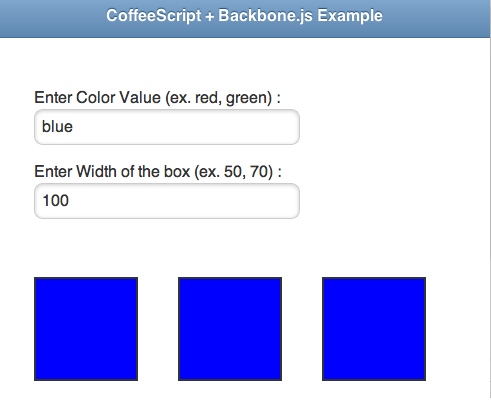 CoffeeScript + Backbone.js Example
Enter Color Value (ex. red, green) :
blue
Enter Width of the box (ex. 50, 70) :
100